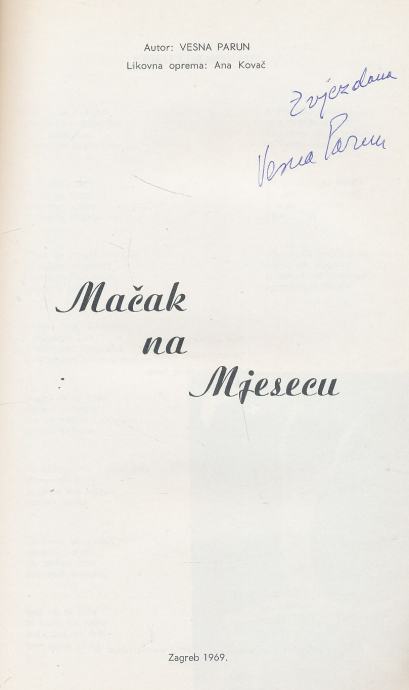 Autor: VESNA PARUN
Likovna oprema: Ana Kovač
Zvjezdana
Vesna Parun
Mačak
na
Mjesecu
Zagreb 1969.